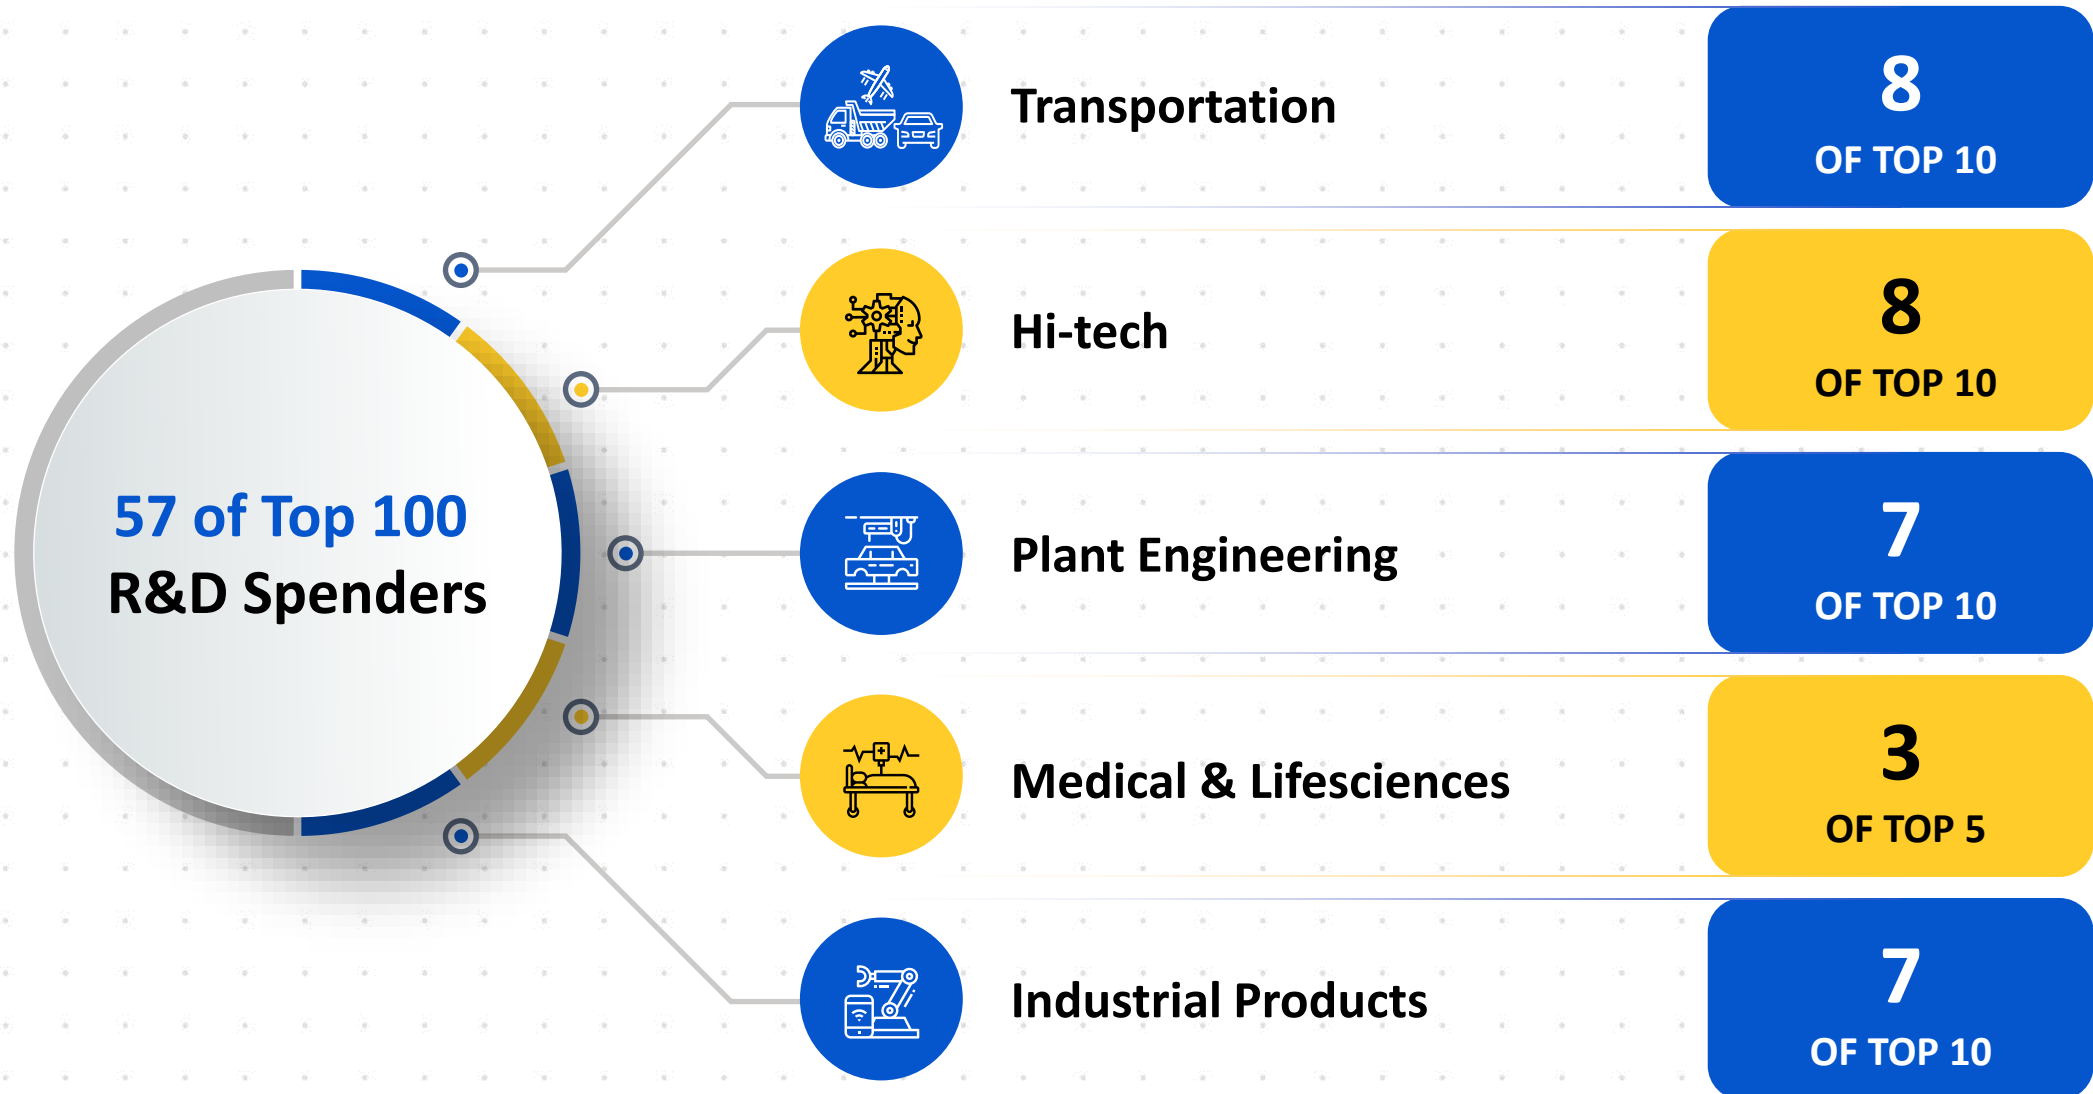 57 of Top 100
R&D Spenders
Transportation
8
OF TOP 10
Hi-tech
8
OF TOP 10
Plant Engineering
7
OF TOP 10
Medical & Lifesciences
3
OF TOP 5
Industrial Products
7
OF TOP 10